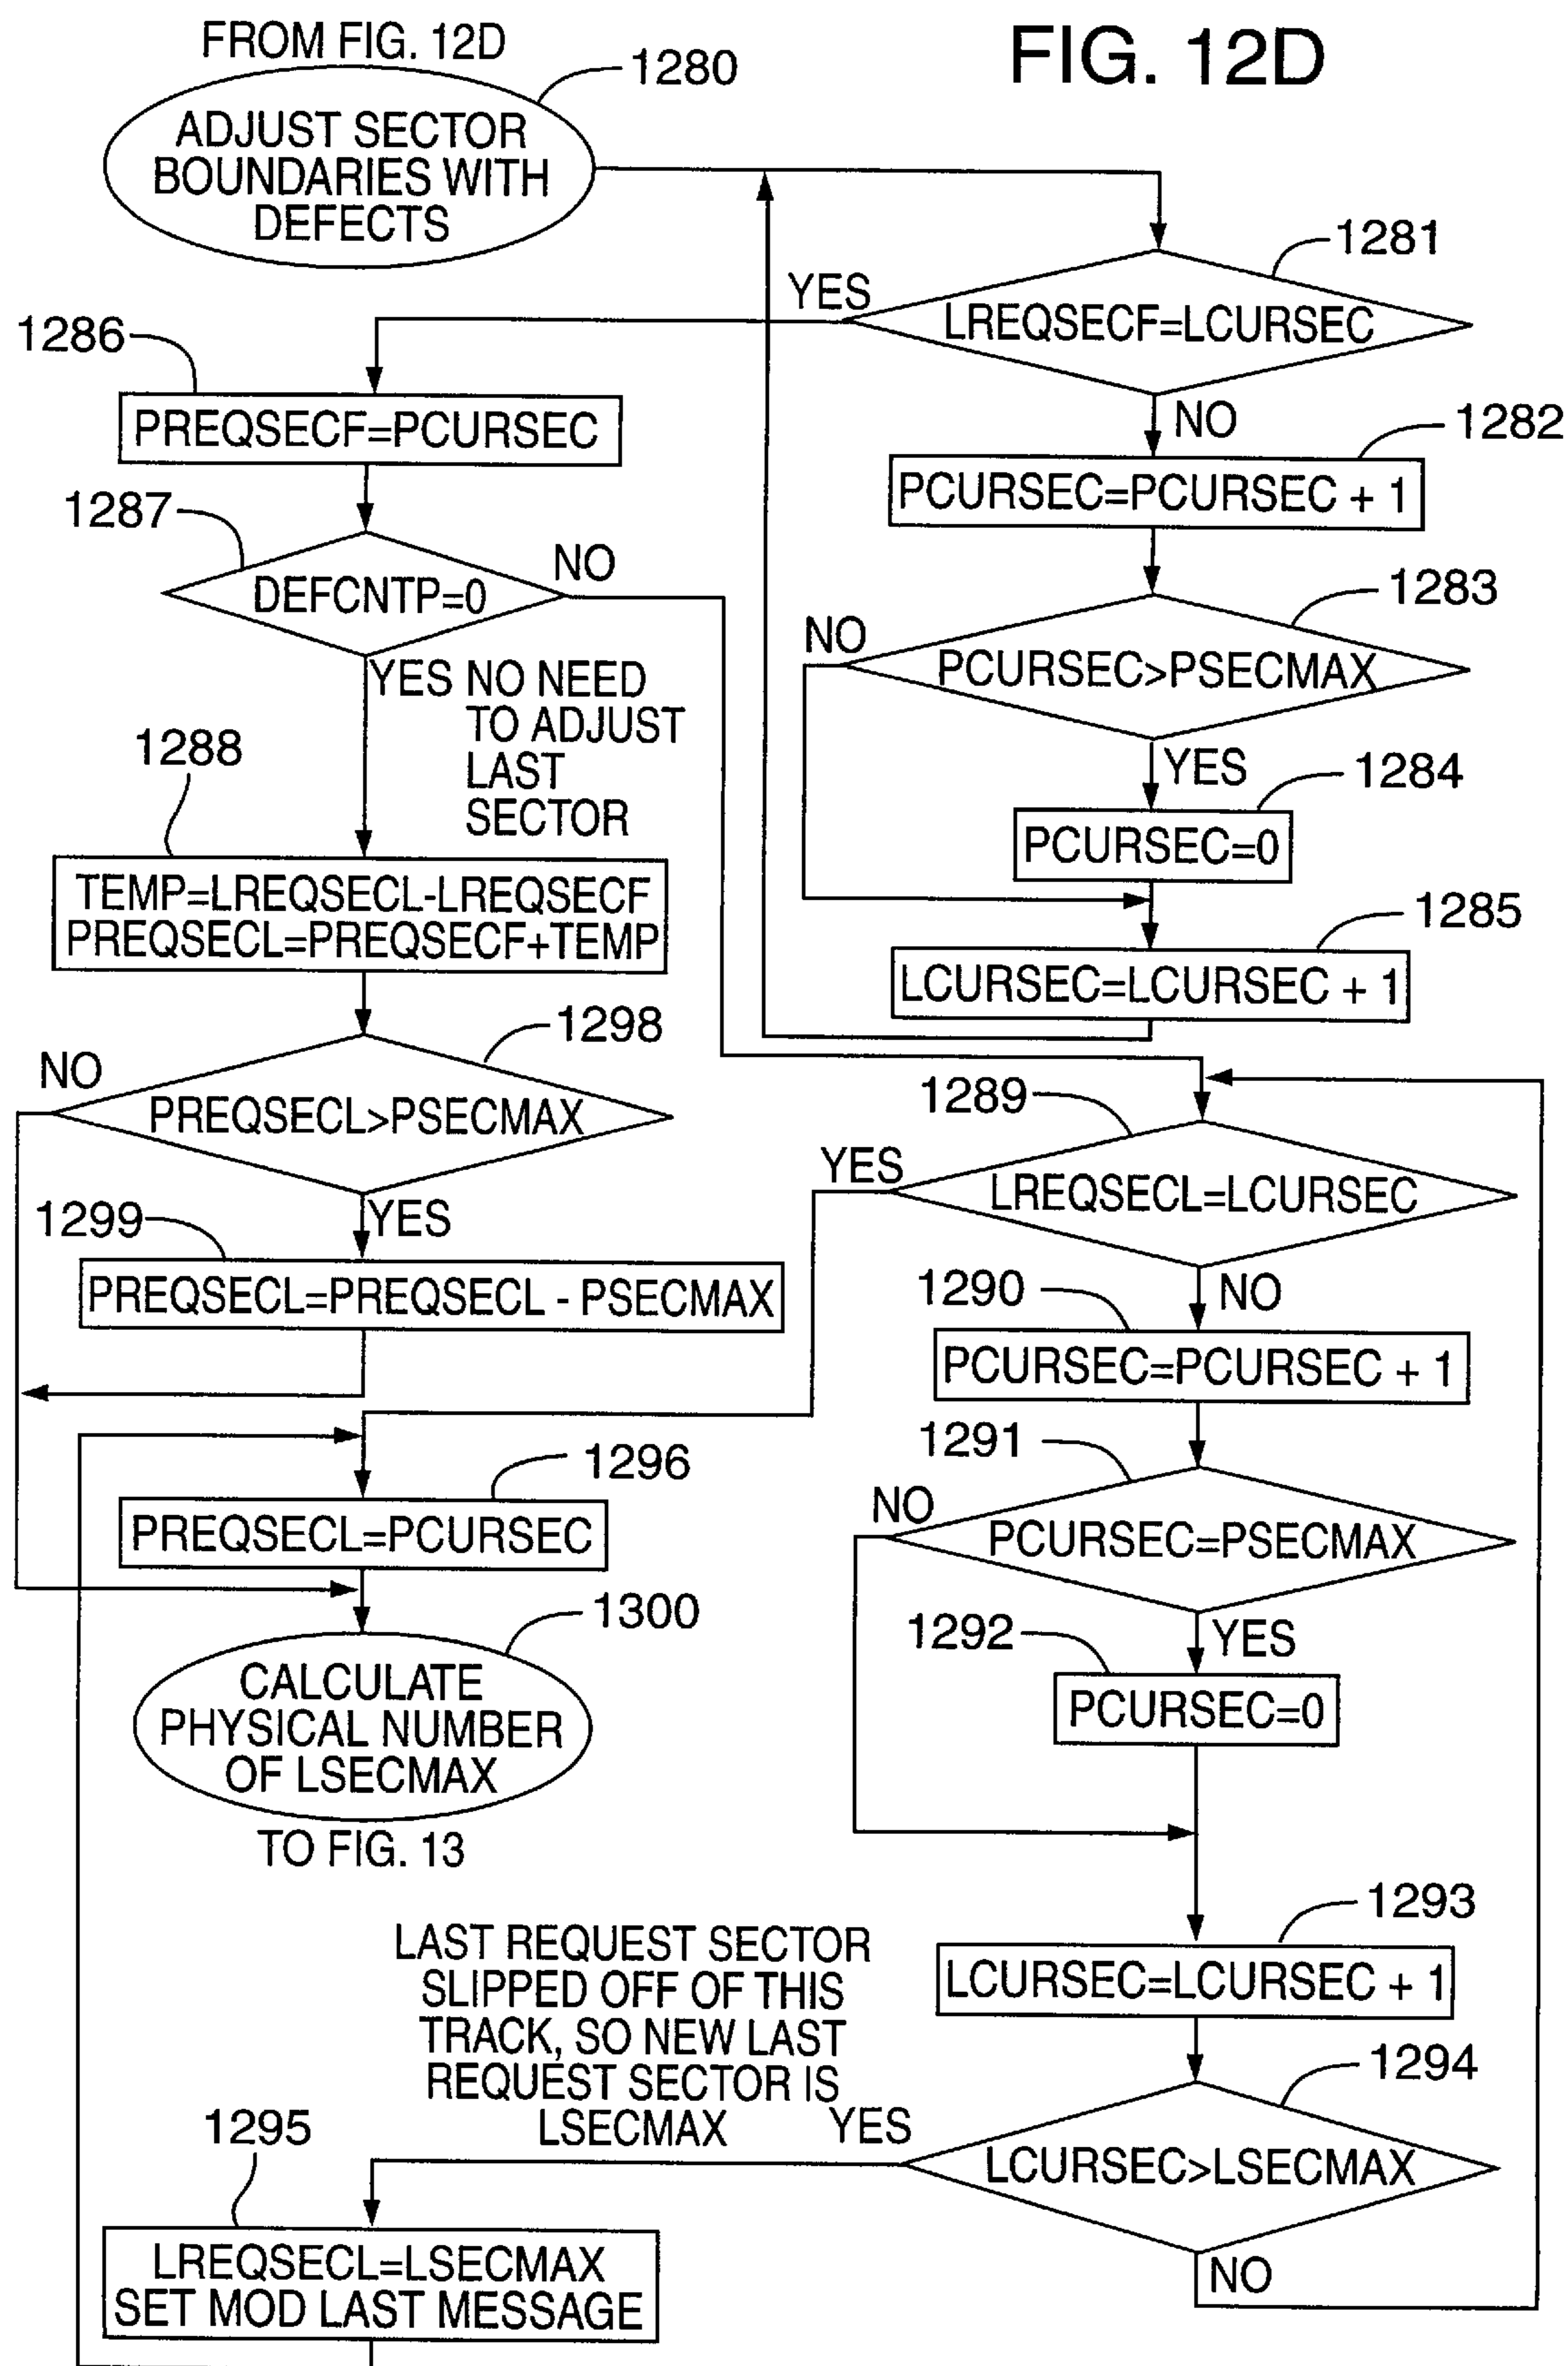 FROM FIG. 12D
FIG. 12D
1280
ADJUST SECTOR
BOUNDARIES WITH
DEFECTS
1281
YES
LREQSECF=LCURSEC
1286
NO
1282
PREQSECF=PCURSEC
PCURSEC=PCURSEC + 1
1287
NO
DEFCNTP=0
1283
NO
PCURSEC>PSECMAX
YES NO NEED
TO ADJUST
LAST
SECTOR
YES
1284
1288
PCURSEC=0
TEMP=LREQSECL-LREQSECF
PREQSECL=PREQSECF+TEMP
1285
LCURSEC=LCURSEC + 1
1298
NO
PREQSECL>PSECMAX
1289
YES
LREQSECL=LCURSEC
1299
YES
PREQSECL=PREQSECL - PSECMAX
NO
1290
PCURSEC=PCURSEC + 1
1291
1296
NO
PREQSECL=PCURSEC
PCURSEC=PSECMAX
1300
CALCULATE
PHYSICAL NUMBER
OF LSECMAX
TO FIG. 13
YES
1292
PCURSEC=0
1293
LCURSEC=LCURSEC + 1
LAST REQUEST SECTOR
SLIPPED OFF OF THIS
TRACK, SO NEW LAST
REQUEST SECTOR IS
LSECMAX
YES
1294
LCURSEC>LSECMAX
NO
1295
LREQSECL=LSECMAX
SET MOD LAST MESSAGE